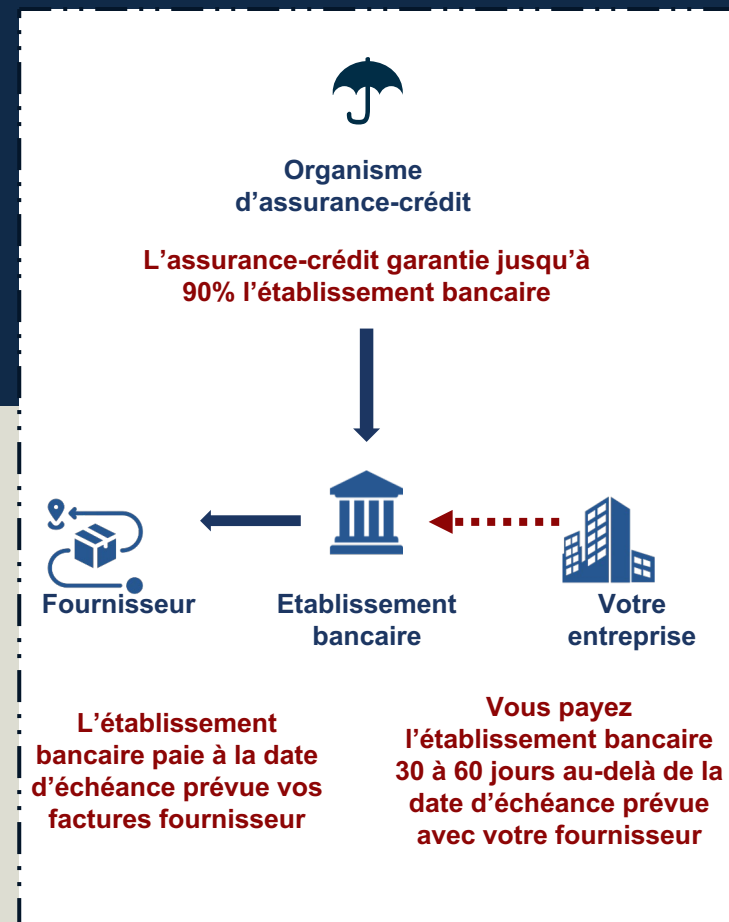 Organisme
d’assurance-crédit
L’assurance-crédit garantie jusqu’à
90% l’établissement bancaire
Fournisseur
Etablissement
bancaire
Votre
entreprise
L’établissement
bancaire paie à la date
d’échéance prévue vos
factures fournisseur
Vous payez
l’établissement bancaire
30 à 60 jours au-delà de la
date d’échéance prévue
avec votre fournisseur